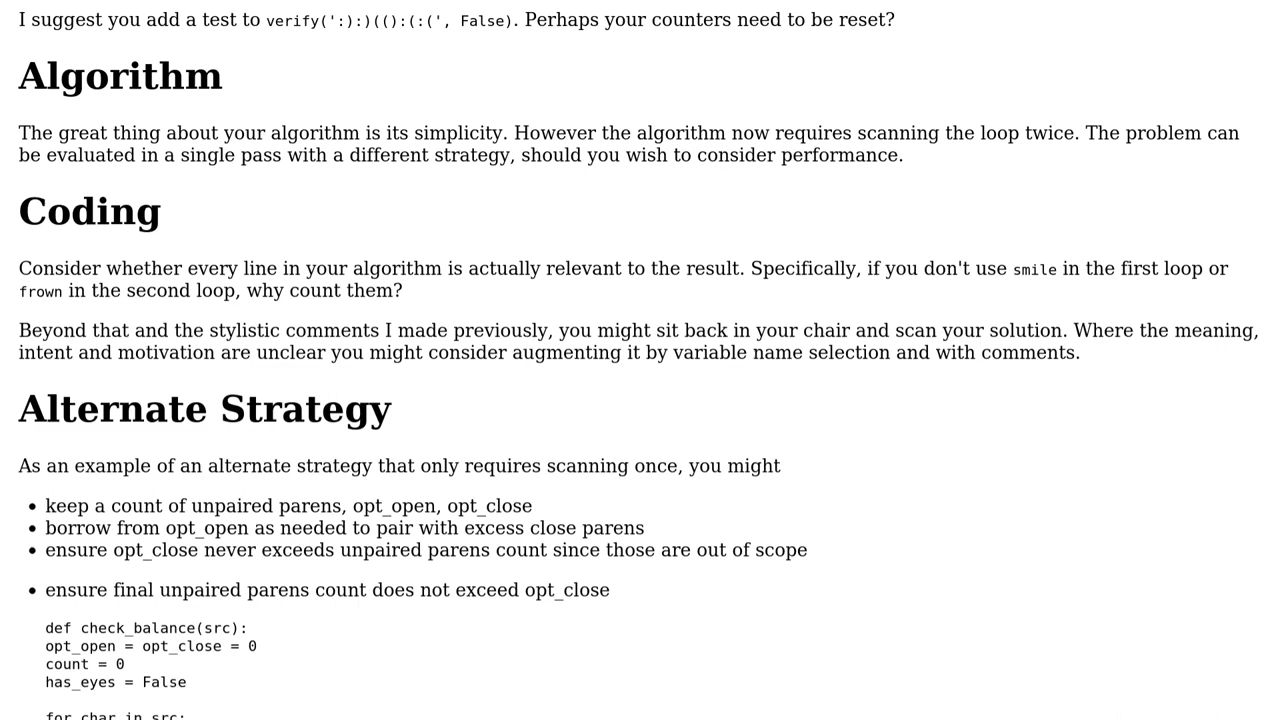 I suggest you add a test to verify(':):)(():(:(', False). Perhaps your counters need to be reset?
Algorithm
The great thing about your algorithm is its simplicity. However the algorithm now requires scanning the loop twice. The problem can
be evaluated in a single pass with a different strategy, should you wish to consider performance.
Coding
Consider whether every line in your algorithm is actually relevant to the result. Specifically, if you don't use smile in the first loop or
frown in the second loop, why count them?
Beyond that and the stylistic comments I made previously, you might sit back in your chair and scan your solution. Where the meaning,
intent and motivation are unclear you might consider augmenting it by variable name selection and with comments.
Alternate Strategy
As an example of an alternate strategy that only requires scanning once, you might
• keep a count of unpaired parens, opt_open, opt_close
• borrow from opt_open as needed to pair with excess close parens
• ensure opt_close never exceeds unpaired parens count since those are out of scope
• ensure final unpaired parens count does not exceed opt_close
def check_balance(src):
opt_open = opt_close = 0
count = 0
has_eyes = False
for char in src: